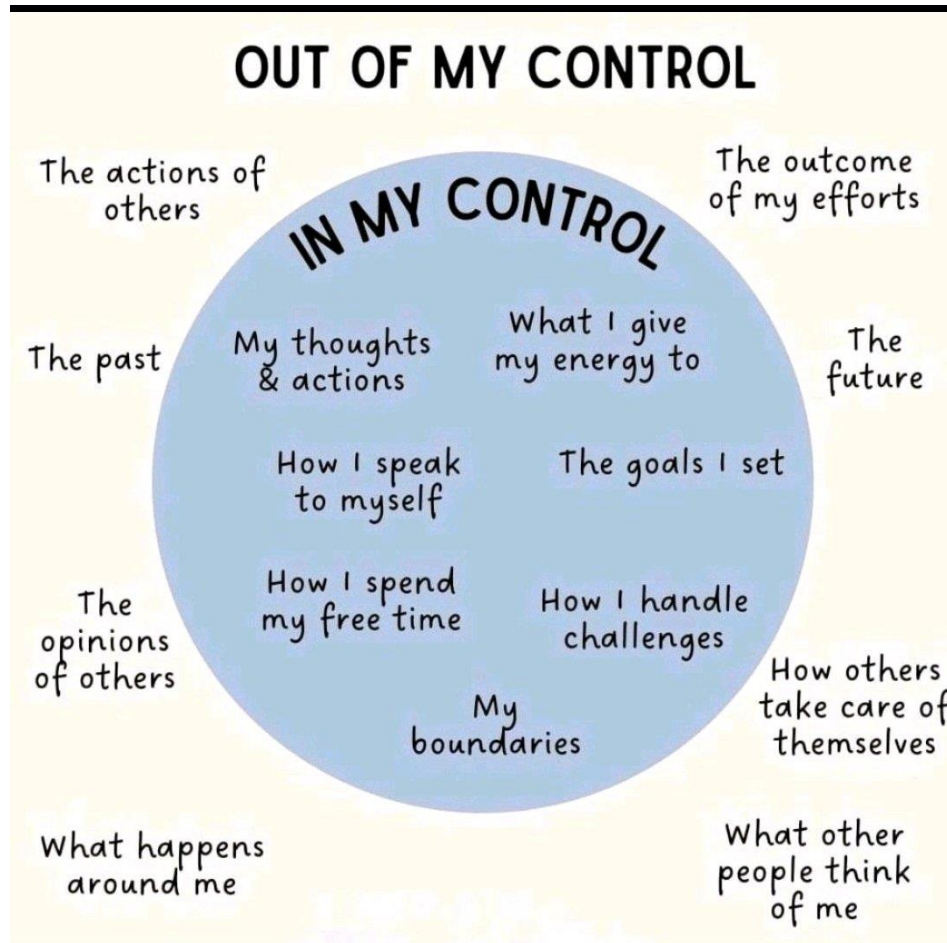 OUT OF MY CONTROL
The actions of
others
The outcome
of my efforts
IN MY CONTROL
The past
My thoughts
& actions
What I give
my energy to
The
future
How I speak
to myself
The goals I set
The
opinions
of others
How I spend
my free time
How I handle
challenges
How others
take care of
themselves
My
boundaries
What happens
around me
What other
people think
of me